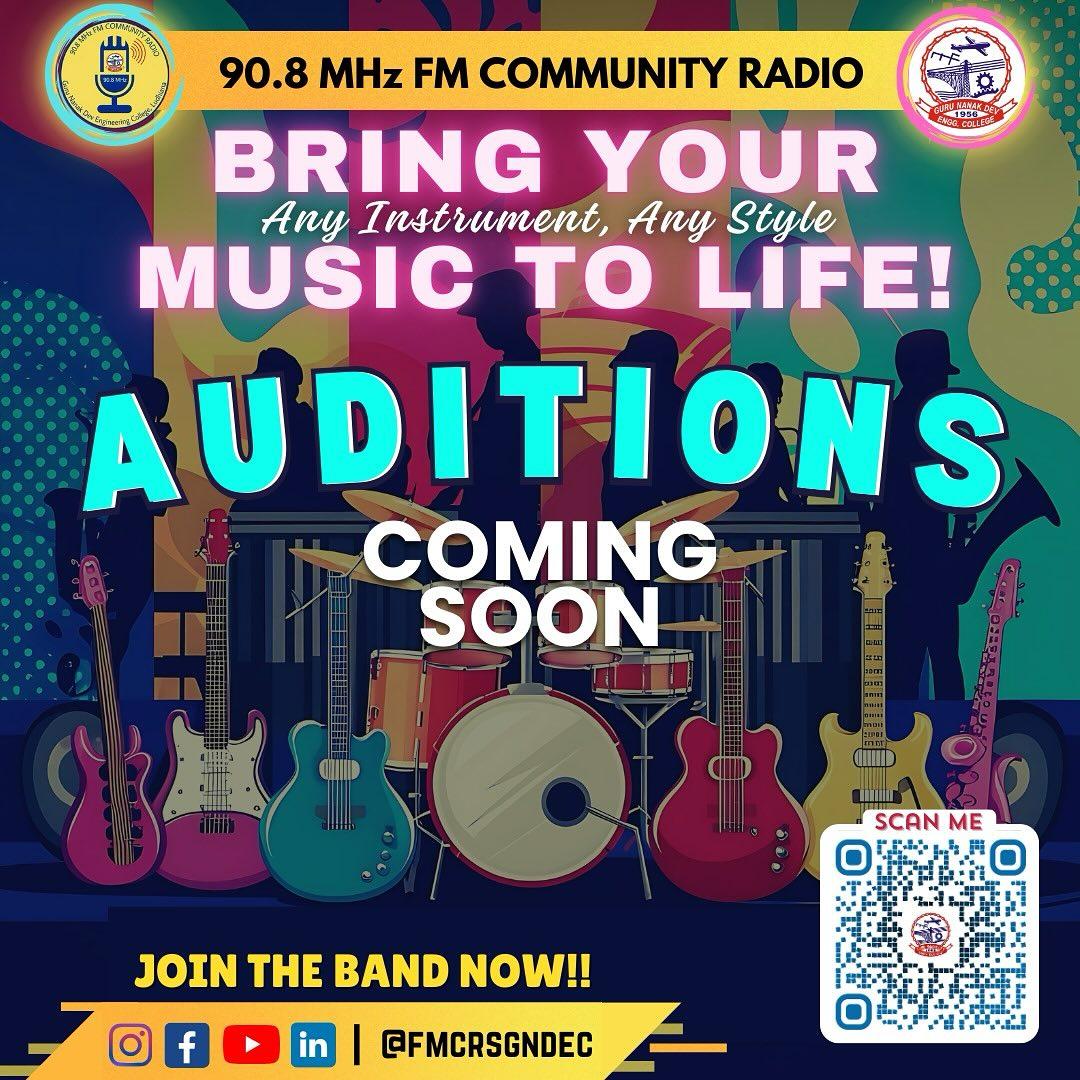 90.8 MHz FM COMMUNITY RADIO
90.8 MHz
Guru Nanak Dev Engineering College, Ludhiana
90.8 MHz FM COMMUNITY RADIO
GURU NANAK DEV
1956
ENGG. COLLEGE
BRING YOUR
Any Instrument, Any Style
MUSIC TO LIFE!
AUDITIONS
COMING
SOON
SCAN ME
JOIN THE BAND NOW!!
in | @FMCRSGNDEC